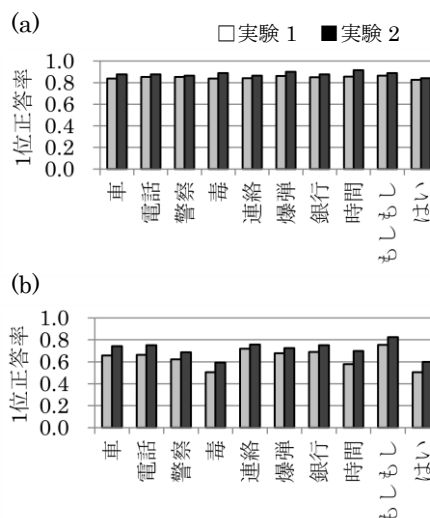 (a)
□実験 1 ■実験 2
1位正答率
1.0
0.8
0.6
0.4
0.2
0.0
車
電話
警察
毒
連絡
爆弾
銀行
時間
もしもし
はい
(b)
1位正答率
1.0
0.8
0.6
0.4
0.2
0.0
車
電話
警察
毒
連絡
爆弾
銀行
時間
もしもし
はい